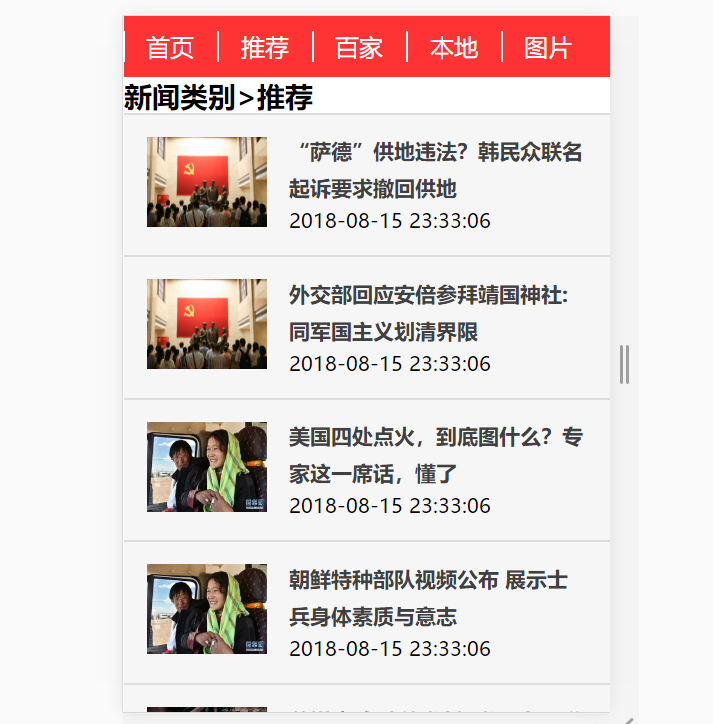 首页 推荐 百家 本地 图片
新闻类别>推荐
“萨德”供地违法？韩民众联名
起诉要求撤回供地
2018-08-15 23:33:06
外交部回应安倍参拜靖国神社:
同军国主义划清界限
2018-08-15 23:33:06
美国四处点火，到底图什么？专
家这一席话，懂了
2018-08-15 23:33:06
朝鲜特种部队视频公布 展示士
兵身体素质与意志
2018-08-15 23:33:06